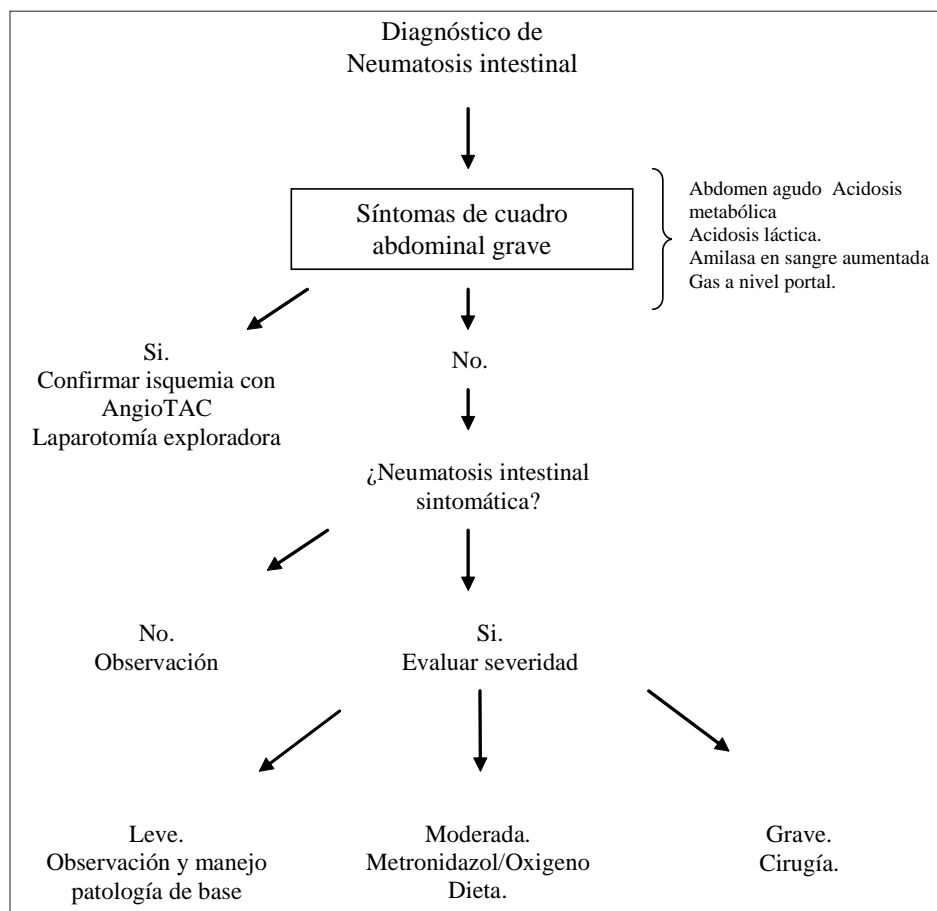 Diagnóstico de
Neumatosis intestinal
Síntomas de cuadro
abdominal grave
Abdomen agudo Acidosis
metabólica
Acidosis láctica.
Amilasa en sangre aumentada
Gas a nivel portal.
Si.
Confirmar isquemia con
AngioTAC
Laparotomía exploradora
No.
¿Neumatosis intestinal
sintomática?
No.
Observación
Si.
Evaluar severidad
Leve.
Observación y manejo
patología de base
Moderada.
Metronidazol/Oxigeno
Dieta.
Grave.
Cirugía.